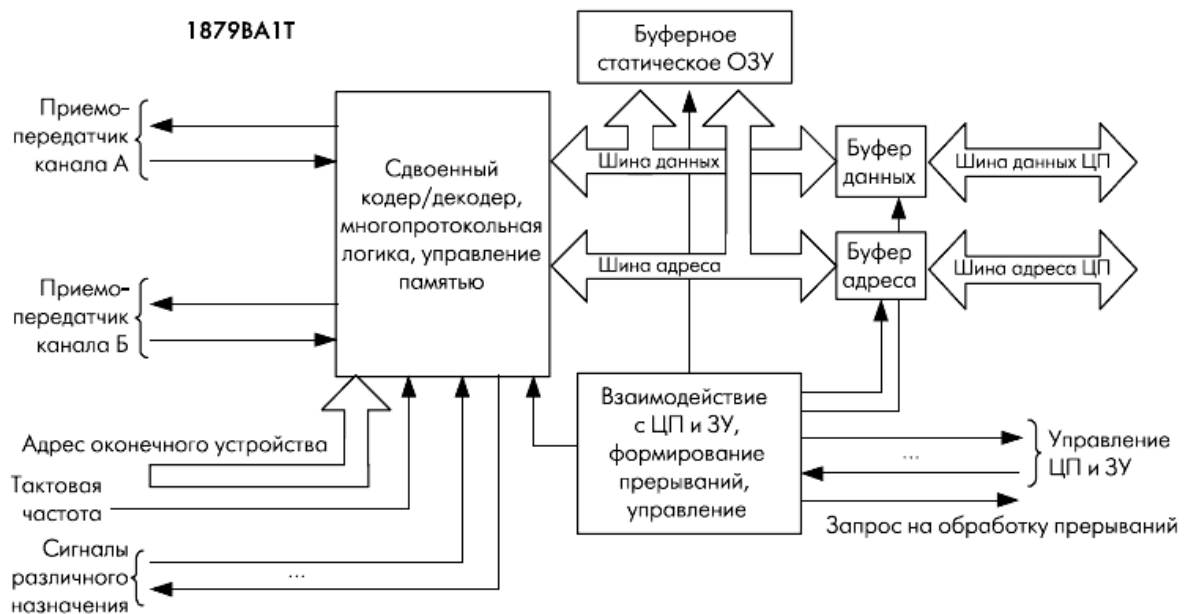 1879ВА1Т
Буферное
статическое ОЗУ
Приемо-
передатчик
канала А
Сдвоенный
кодер/декодер,
многопротокольная
логика, управление
памятью
Шина данных
Буфер
данных
Шина данных ЦП
Шина адреса
Буфер
адреса
Шина адреса ЦП
Приемо-
передатчик
канала Б
Взаимодействие
с ЦП и ЗУ,
формирование
прерываний,
управление
Адрес оконечного устройства
Тактовая
частота
Сигналы
различного
назначения
...
...
Управление
ЦП и ЗУ
Запрос на обработку прерываний